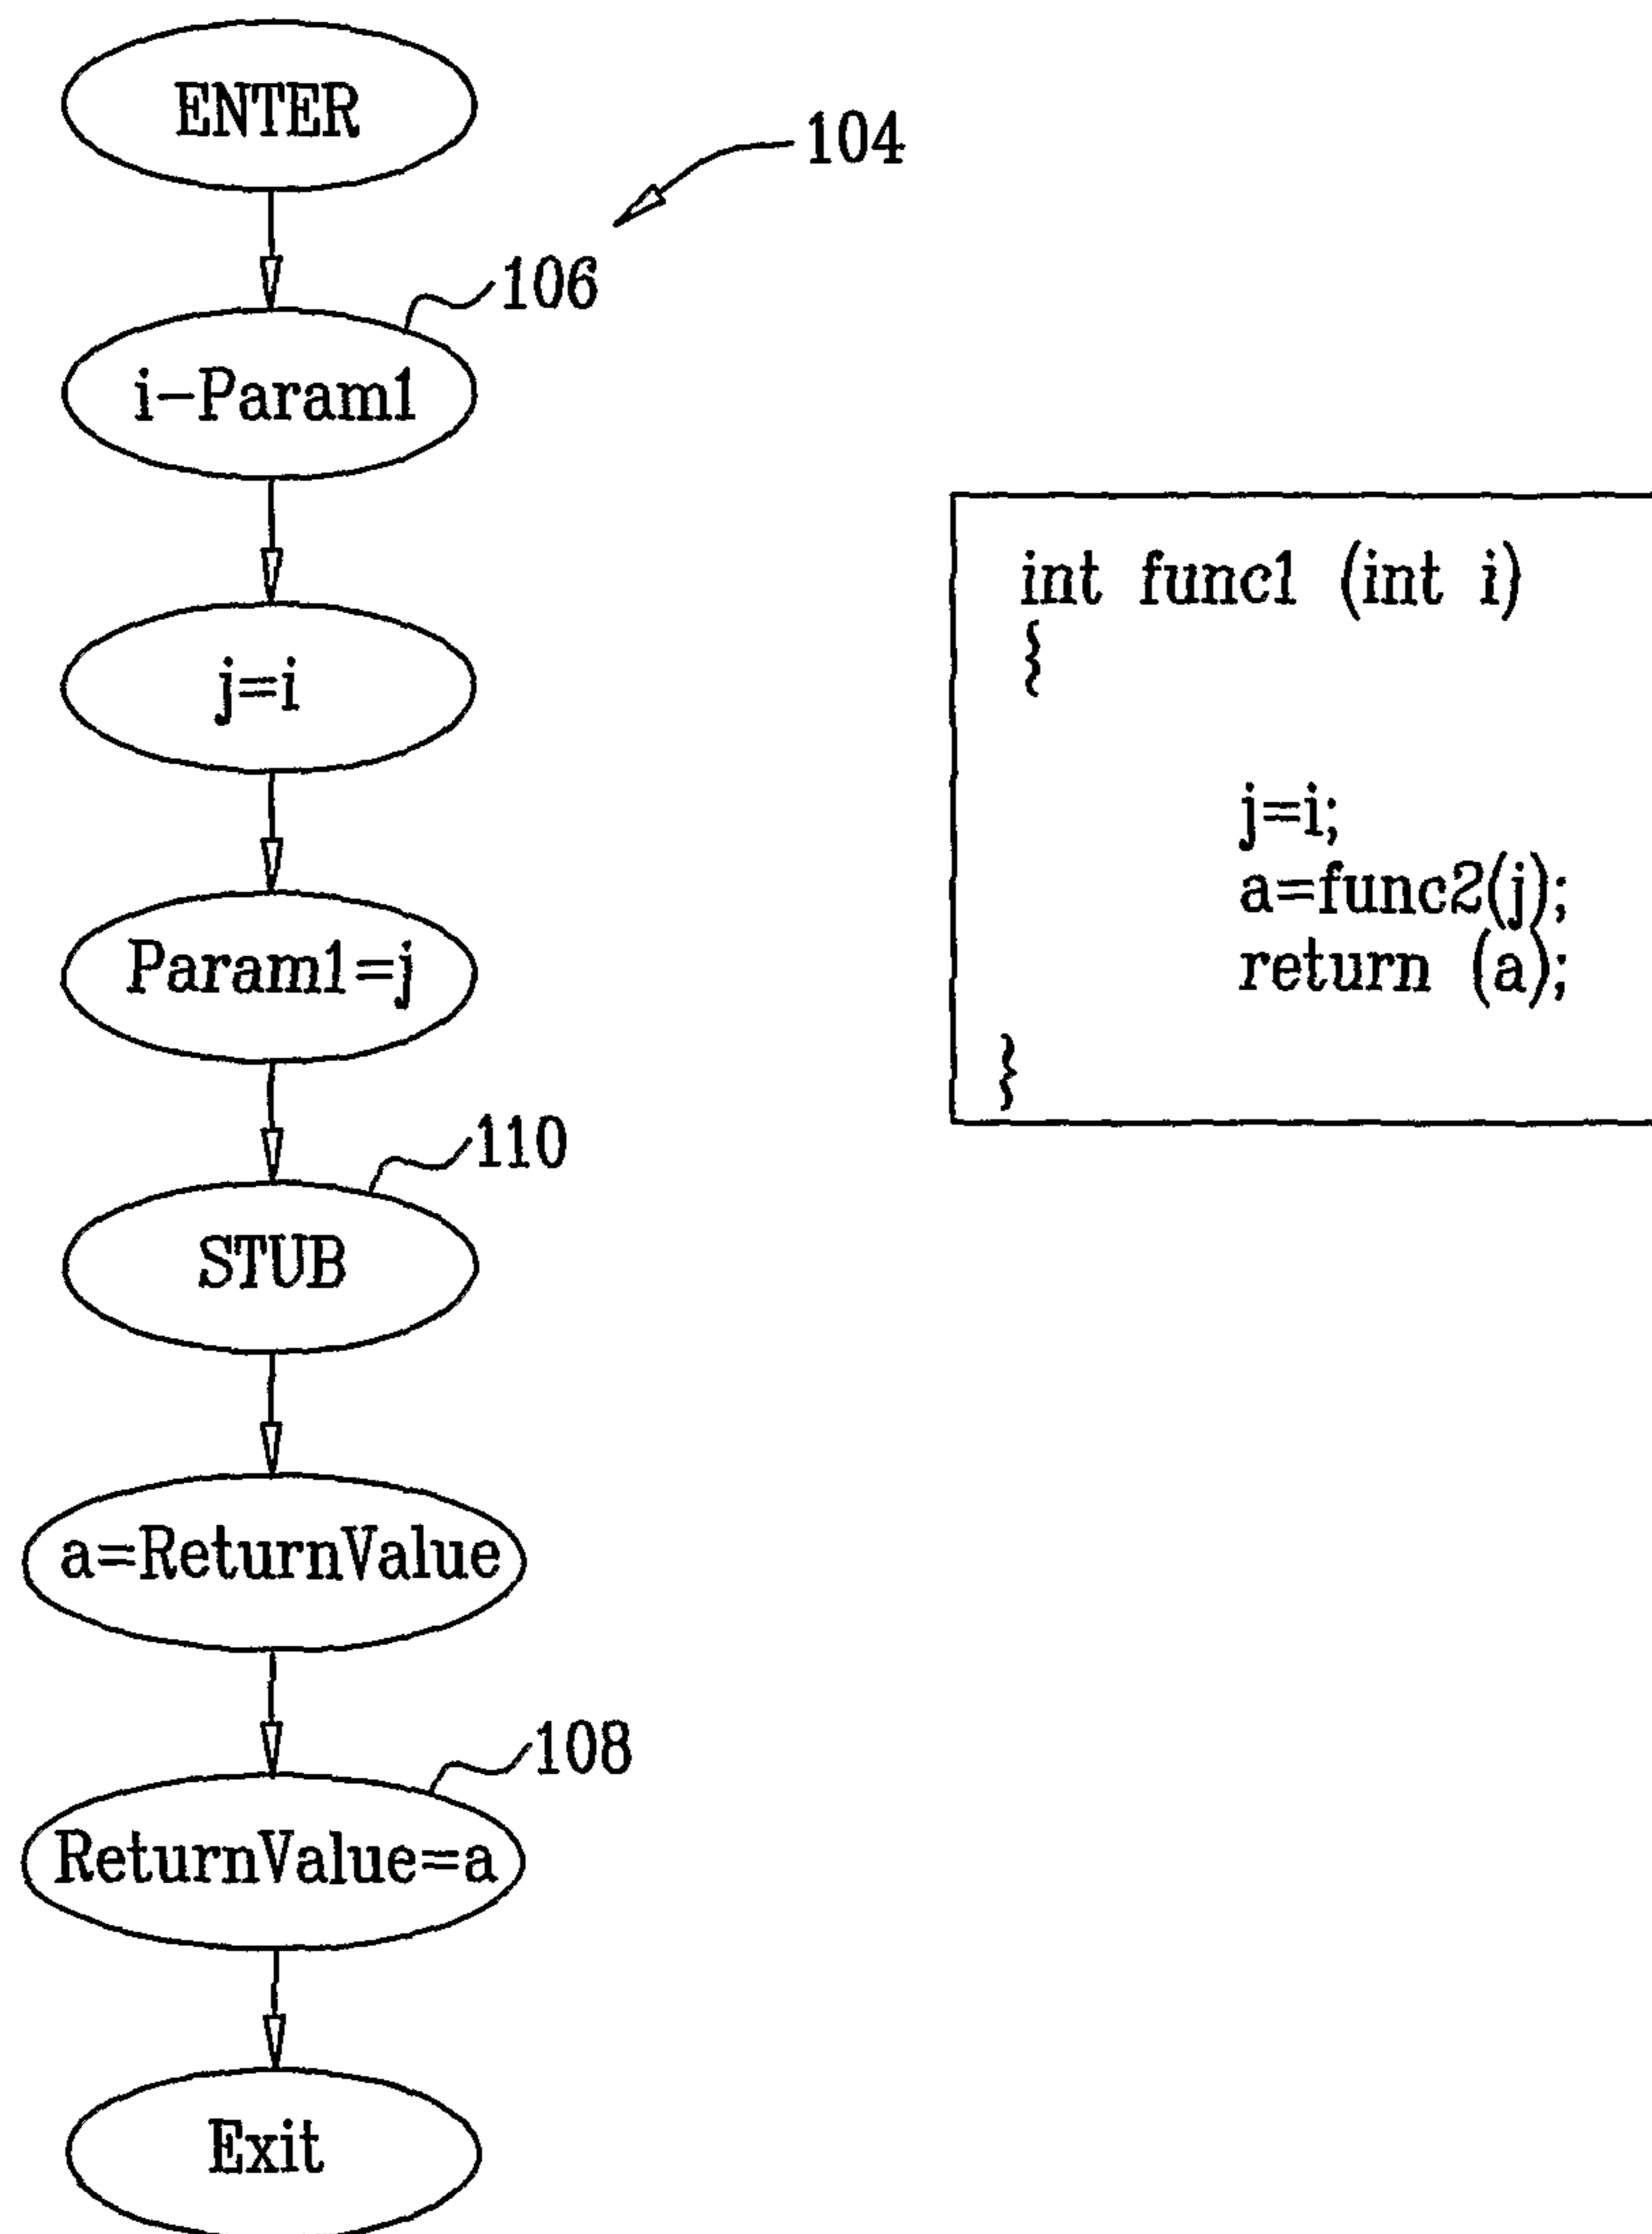 ENTER
104
106
i-Param1
j=i
Param1=j
110
STUB
a=ReturnValue
108
ReturnValue=a
Exit
int func1 (int i)
{
j=i;
a=func2(j);
return (a);
}